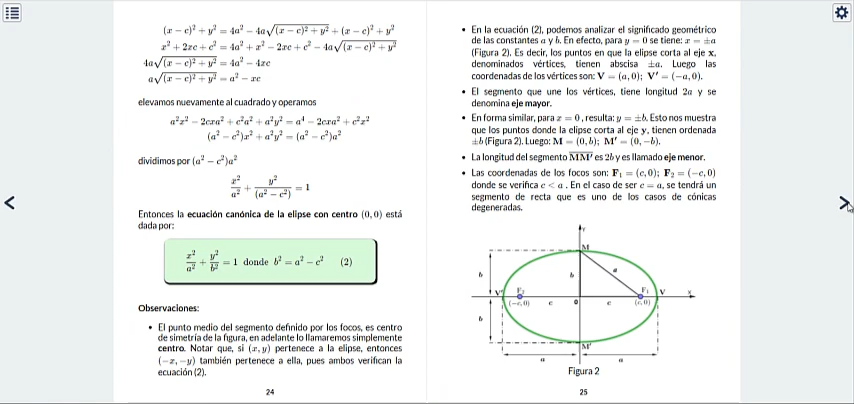 (x − c)² + y² = 4a² − 4a√((x − c)² + y²) + (x − c)² + y²
x² + 2xc + c² = 4a² + x² − 2xc + c² − 4a√((x − c)² + y²)
4a√((x − c)² + y²) = 4a² − 4xc
a√((x − c)² + y²) = a² − xc
elevamos nuevamente al cuadrado y operamos
a²x² − 2cxa² + c²a² + a²y² = a⁴ − 2cxa² + c²x²
(a² − c²)x² + a²y² = (a² − c²)a²
dividimos por (a² − c²)a²
x²/a² + y²/(a² − c²) = 1
Entonces la ecuación canónica de la elipse con centro (0, 0) está
dada por:
x²/a² + y²/b² = 1 donde b² = a² − c² (2)
Observaciones:
• El punto medio del segmento definido por los focos, es centro
de simetría de la figura, en adelante lo llamaremos simplemente
centro. Notar que, si (x, y) pertenece a la elipse, entonces
(−x, −y) también pertenece a ella, pues ambos verifican la
ecuación (2).
24
• En la ecuación (2), podemos analizar el significado geométrico
de las constantes a y b. En efecto, para y = 0 se tiene: x = ±a
(Figura 2). Es decir, los puntos en que la elipse corta al eje x,
denominados vértices, tienen abscisa ±a. Luego las
coordenadas de los vértices son: V = (a, 0); V′ = (−a, 0).
• El segmento que une los vértices, tiene longitud 2a y se
denomina eje mayor.
• En forma similar, para x = 0, resulta: y = ±b. Esto nos muestra
que los puntos donde la elipse corta al eje y, tienen ordenada
±b (Figura 2). Luego: M = (0, b); M′ = (0, −b).
• La longitud del segmento M̅M̅′ es 2b y es llamado eje menor.
• Las coordenadas de los focos son: F₁ = (c, 0); F₂ = (−c, 0)
donde se verifica c < a . En el caso de ser c = a, se tendrá un
segmento de recta que es uno de los casos de cónicas
degeneradas.
y
M
b b a
V′ F₂ F₁ V x
(−c, 0) c 0 c (c, 0)
b
M′
a a
Figura 2
25